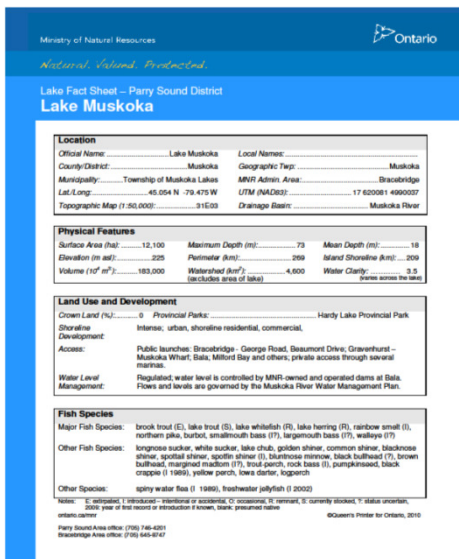 Ministry of Natural Resources
Ontario
Natural. Valued. Protected.
Lake Fact Sheet – Parry Sound District
Lake Muskoka
Location
Official Name: Lake Muskoka Local Names:
County/District: Muskoka Geographic Twp: Muskoka
Municipality: Township of Muskoka Lakes MNR Admin. Area: Bracebridge
Lat./Long: 45.054 N -79.475 W UTM (NAD83): 17 620081 4990037
Topographic Map (1:50,000): 31E03 Drainage Basin: Muskoka River
Physical Features
Surface Area (ha): 12,100 Maximum Depth (m): 73 Mean Depth (m): 18
Elevation (m asl): 225 Perimeter (km): 269 Island Shoreline (km): 209
Volume (10⁴ m³): 183,000 Watershed (km²): 4,600 Water Clarity: 3.5
(excludes area of lake) (varies across the lake)
Land Use and Development
Crown Land (%): 0 Provincial Parks: Hardy Lake Provincial Park
Shoreline Intense; urban, shoreline residential, commercial,
Development:
Access: Public launches: Bracebridge - George Road, Beaumont Drive; Gravenhurst –
Muskoka Wharf; Bala; Milford Bay and others; private access through several
marinas.
Water Level Regulated; water level is controlled by MNR-owned and operated dams at Bala.
Management: Flows and levels are governed by the Muskoka River Water Management Plan.
Fish Species
Major Fish Species: brook trout (E), lake trout (S), lake whitefish (R), lake herring (R), rainbow smelt (I),
northern pike, burbot, smallmouth bass (I?), largemouth bass (I?), walleye (I?)
Other Fish Species: longnose sucker, white sucker, lake chub, golden shiner, common shiner, blacknose
shiner, spottail shiner, spotfin shiner (I), bluntnose minnow, black bullhead (?), brown
bullhead, margined madtom (I?), trout-perch, rock bass (I), pumpkinseed, black
crappie (I 1989), yellow perch, Iowa darter, logperch
Other Species: spiny water flea (I 1989), freshwater jellyfish (I 2002)
Notes: E: extirpated, I: introduced – intentional or accidental, O: occasional, R: remnant, S: currently stocked, ?: status uncertain,
2009: year of first record or introduction if known, blank: presumed native
ontario.ca/mnr ©Queen's Printer for Ontario, 2010
Parry Sound Area office: (705) 746-4201
Bracebridge Area office: (705) 645-8747